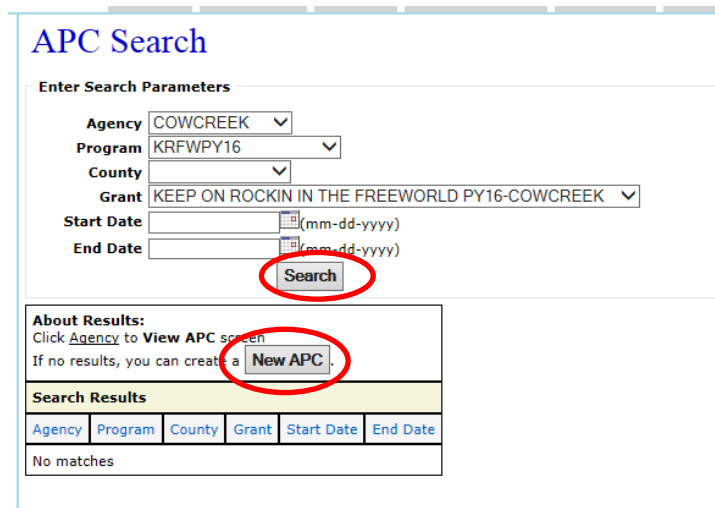 APC Search
Enter Search Parameters
Agency COWCREEK
Program KRFWPY16
County
Grant KEEP ON ROCKIN IN THE FREEWORLD PY16-COWCREEK
Start Date (mm-dd-yyyy)
End Date (mm-dd-yyyy)
Search
About Results:
Click Agency to View APC screen
If no results, you can create a New APC.
Search Results
Agency Program County Grant Start Date End Date
No matches